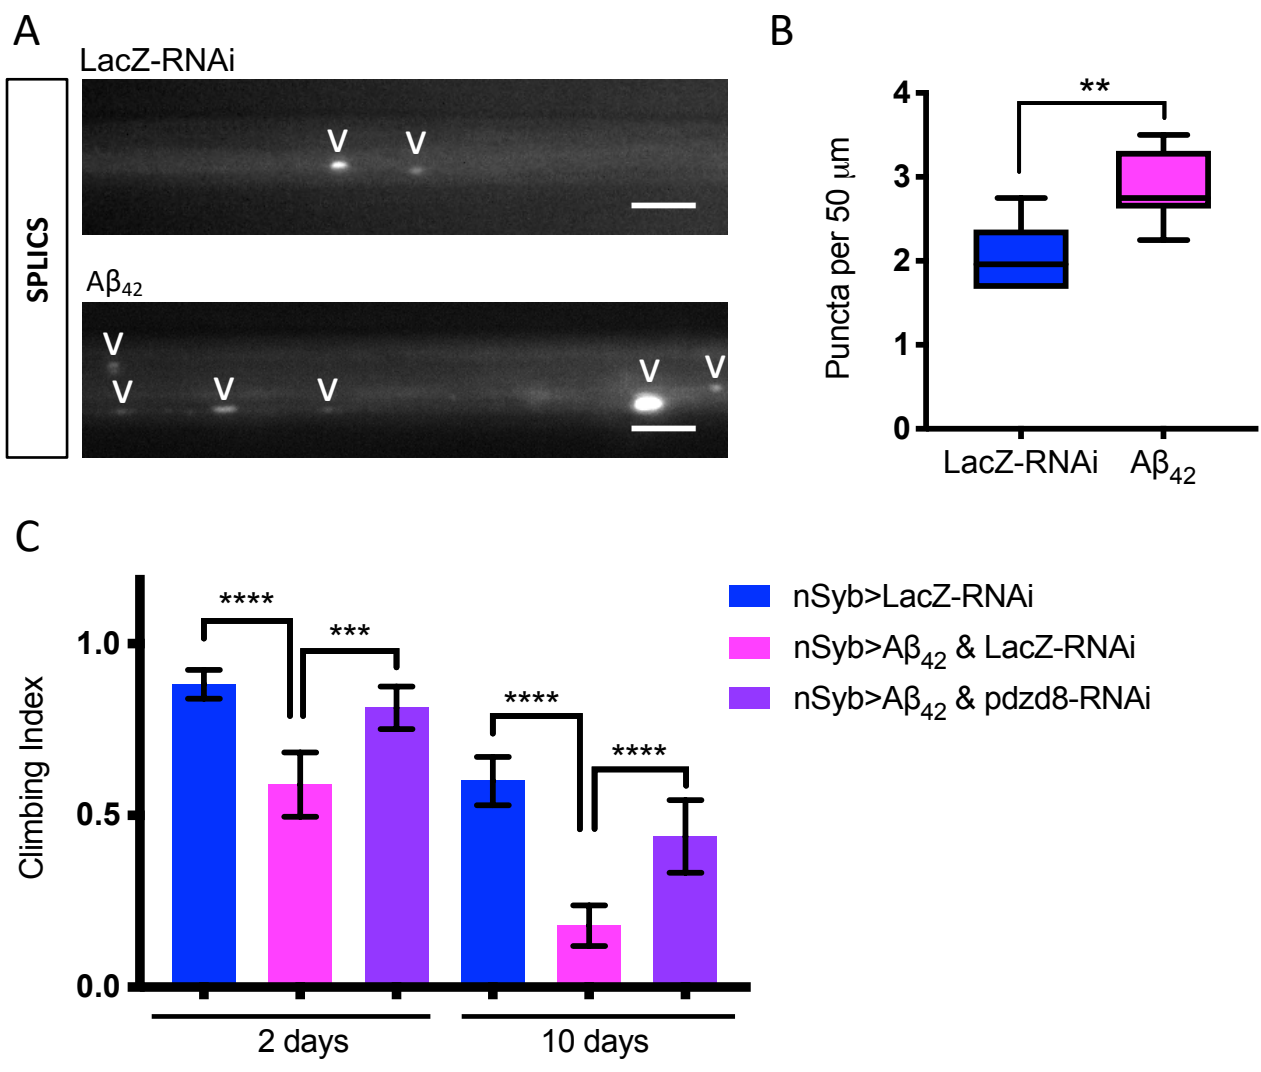 A
LacZ-RNAi
V V
SPLICS
Aβ42
V
V V V V V
B
**
4
3
2
1
0
Puncta per 50 µm
LacZ-RNAi Aβ42
C
**** *** **** ****
1.0
0.5
0.0
Climbing Index
2 days 10 days
nSyb>LacZ-RNAi
nSyb>Aβ42 & LacZ-RNAi
nSyb>Aβ42 & pdzd8-RNAi